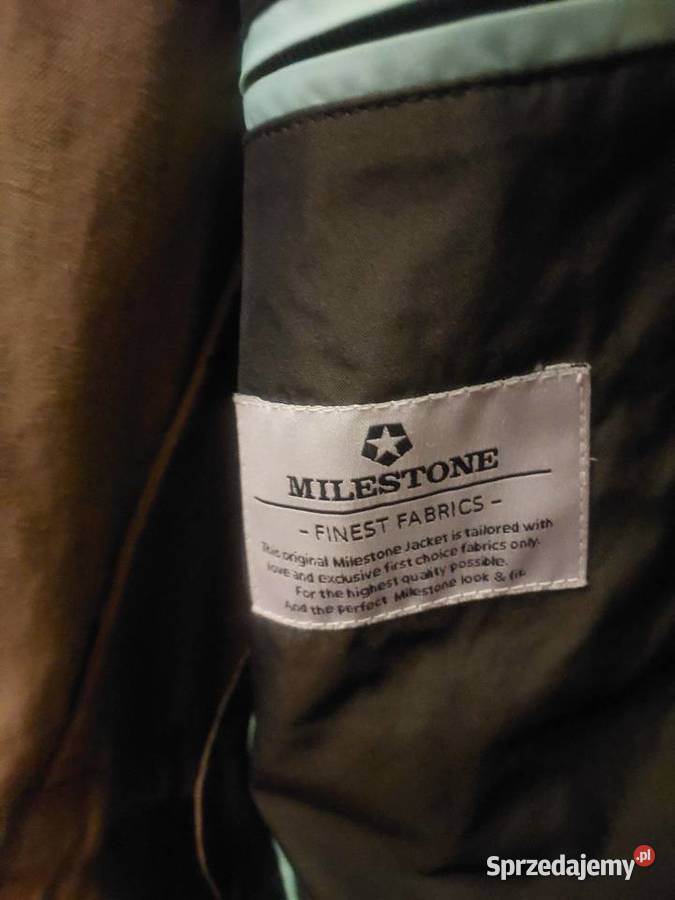 MILESTONE
- FINEST FABRICS -
This original Milestone Jacket is tailored with
love and exclusive first choice fabrics only.
For the highest quality possible.
And the perfect Milestone look & fit.
Sprzedajemy.pl